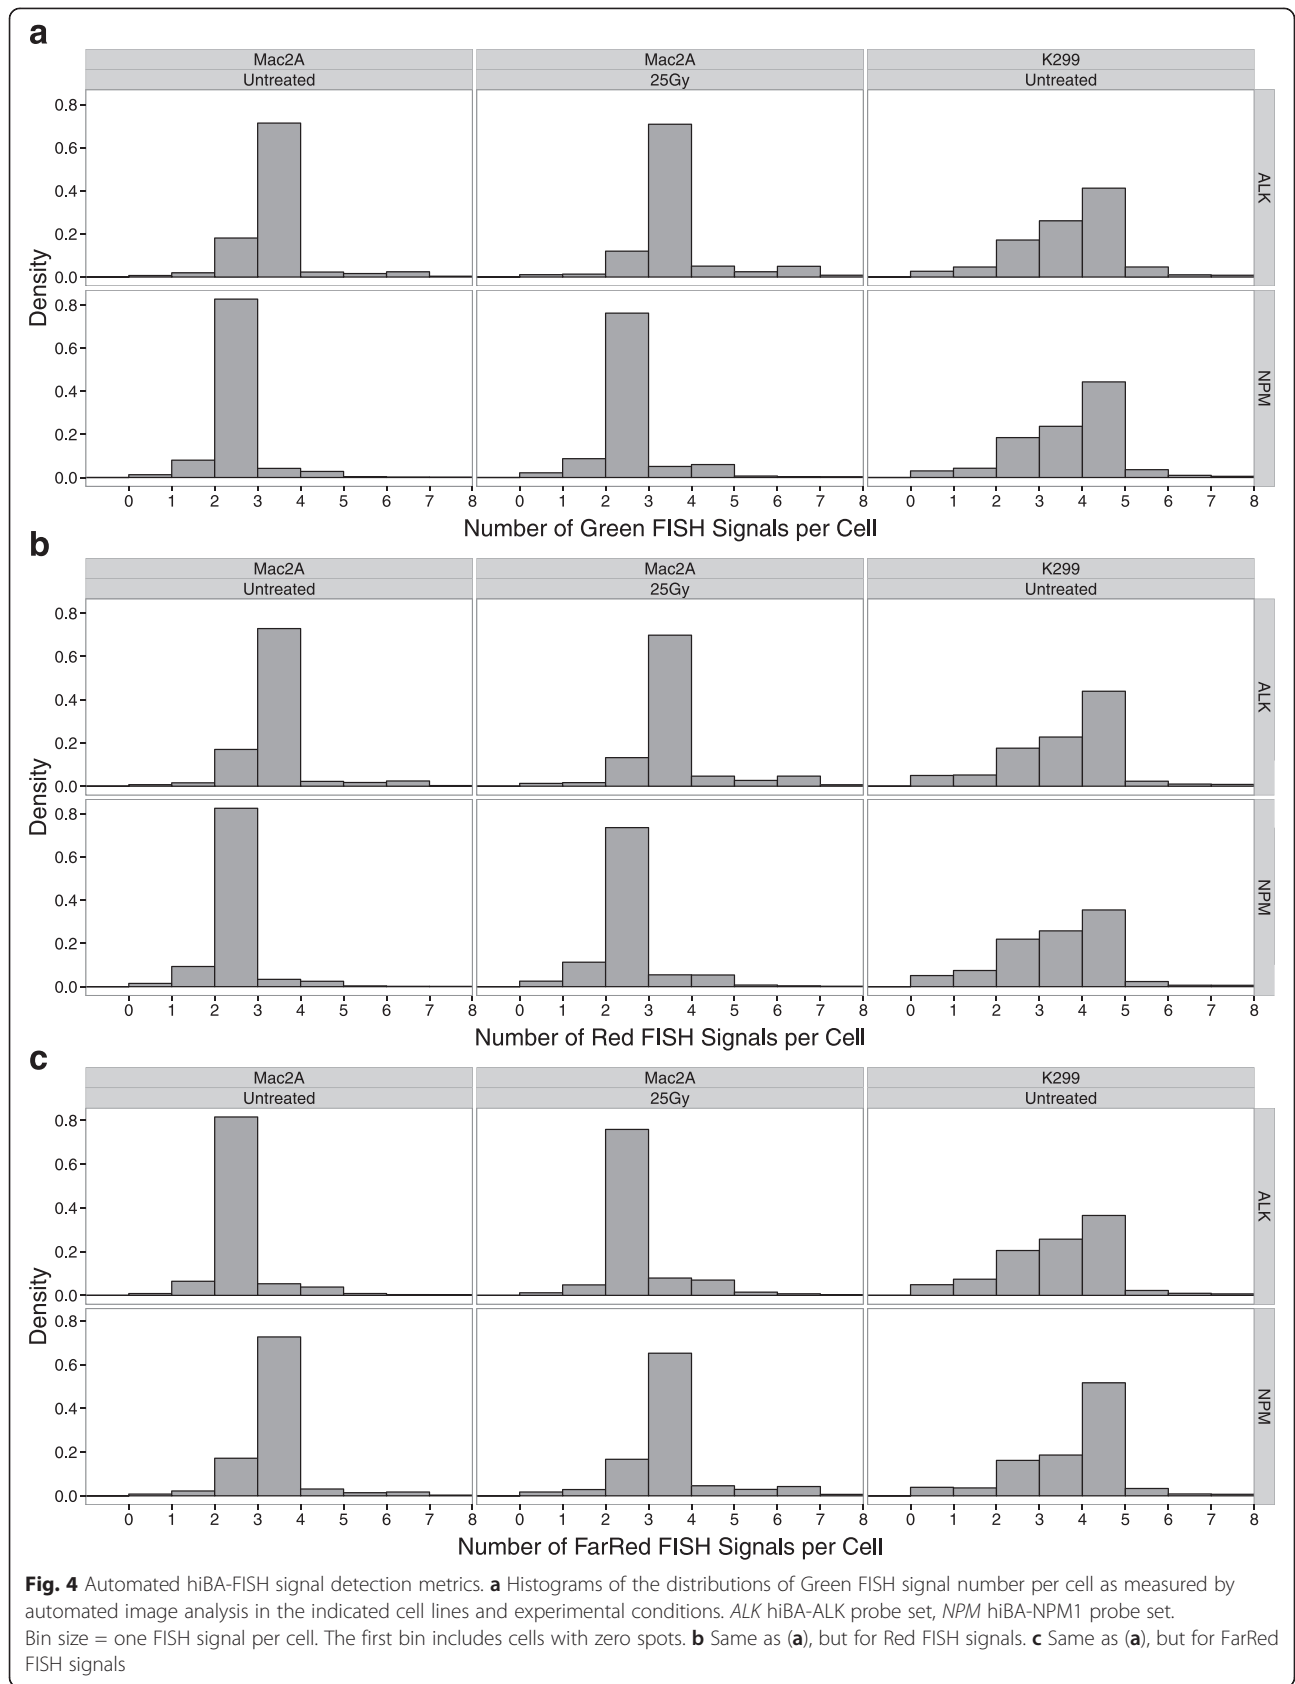 a
Mac2A Mac2A K299
Untreated 25Gy Untreated
0.8
0.6
0.4
0.2
0.0
ALK
Density
0.8
0.6
0.4
0.2
0.0
NPM
0 1 2 3 4 5 6 7 8 0 1 2 3 4 5 6 7 8 0 1 2 3 4 5 6 7 8
Number of Green FISH Signals per Cell
b
Mac2A Mac2A K299
Untreated 25Gy Untreated
0.8
0.6
0.4
0.2
0.0
ALK
Density
0.8
0.6
0.4
0.2
0.0
NPM
0 1 2 3 4 5 6 7 8 0 1 2 3 4 5 6 7 8 0 1 2 3 4 5 6 7 8
Number of Red FISH Signals per Cell
c
Mac2A Mac2A K299
Untreated 25Gy Untreated
0.8
0.6
0.4
0.2
0.0
ALK
Density
0.8
0.6
0.4
0.2
0.0
NPM
0 1 2 3 4 5 6 7 8 0 1 2 3 4 5 6 7 8 0 1 2 3 4 5 6 7 8
Number of FarRed FISH Signals per Cell
Fig. 4 Automated hiBA-FISH signal detection metrics. a Histograms of the distributions of Green FISH signal number per cell as measured by
automated image analysis in the indicated cell lines and experimental conditions. ALK hiBA-ALK probe set, NPM hiBA-NPM1 probe set.
Bin size = one FISH signal per cell. The first bin includes cells with zero spots. b Same as (a), but for Red FISH signals. c Same as (a), but for FarRed
FISH signals